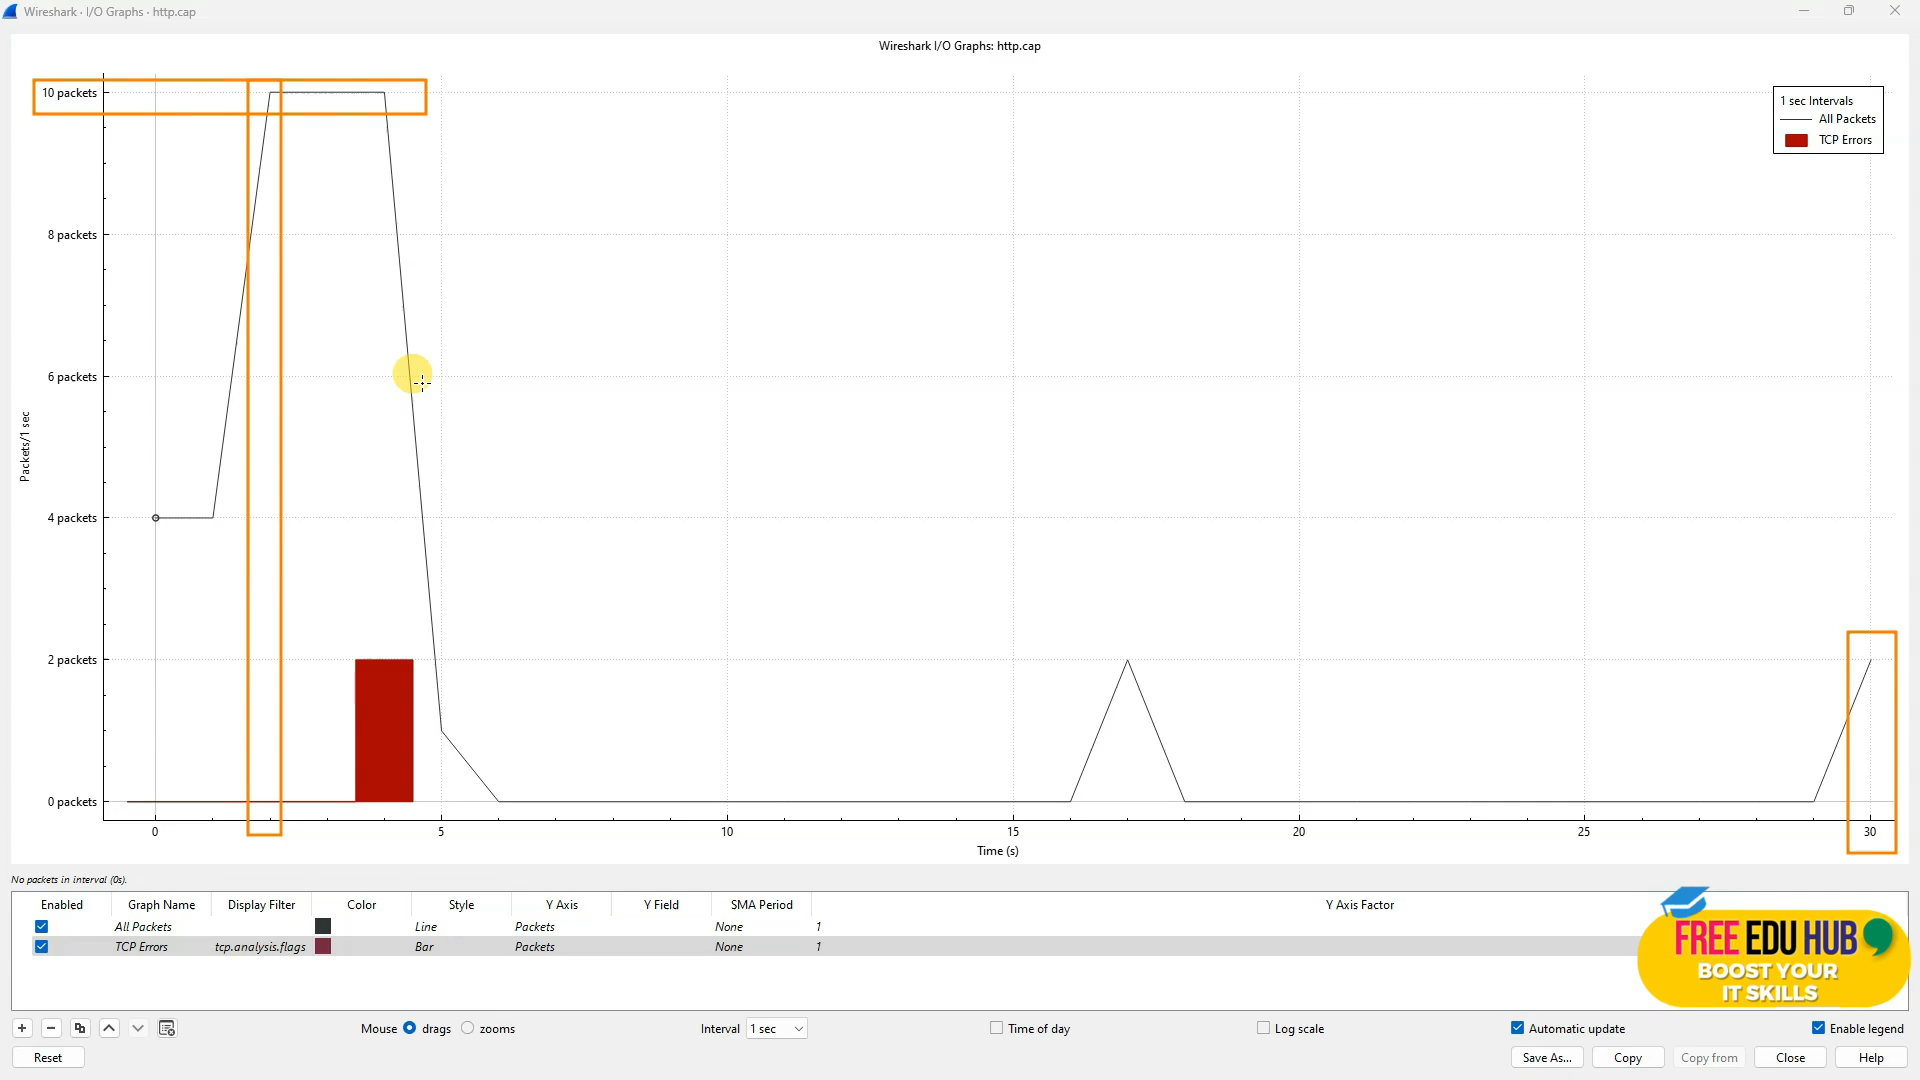 Wireshark · I/O Graphs · http.cap
Wireshark I/O Graphs: http.cap
10 packets
8 packets
6 packets
4 packets
2 packets
0 packets
Packets/1 sec
1 sec Intervals
All Packets
TCP Errors
0 5 10 15 20 25 30
Time (s)
No packets in interval (0s).
Enabled Graph Name Display Filter Color Style Y Axis Y Field SMA Period Y Axis Factor
All Packets Line Packets None 1
TCP Errors tcp.analysis.flags Bar Packets None 1
FREE EDU HUB
BOOST YOUR
IT SKILLS
Mouse drags zooms Interval 1 sec Time of day Log scale Automatic update Enable legend
Reset Save As... Copy Copy from Close Help